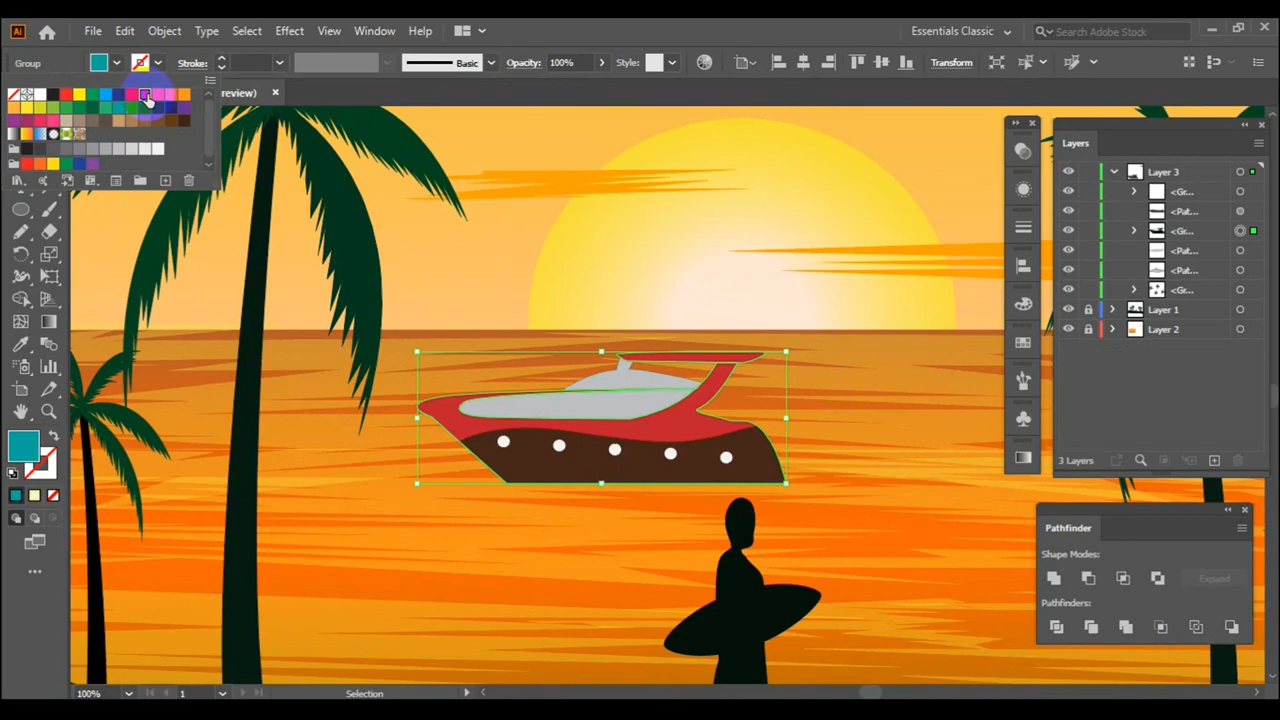 Ai File Edit Object Type Select Effect View Window Help Essentials Classic Search Adobe Stock
Group Stroke: Basic Opacity: 100% Style: Transform
review)
Layers
Layer 3
<Gr...
<Pat...
<Gr...
<Pat...
<Pat...
<Gr...
Layer 1
Layer 2
3 Layers
Pathfinder
Shape Modes:
Expand
Pathfinders:
100% 1 Selection